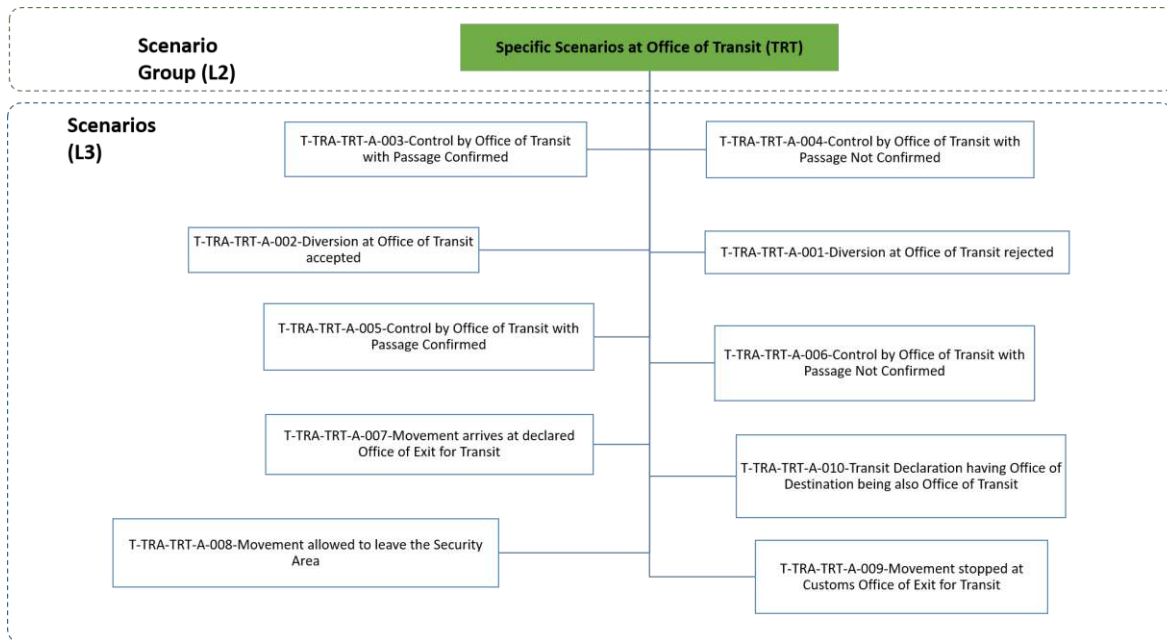 Scenario
Group (L2)
Specific Scenarios at Office of Transit (TRT)
Scenarios
(L3)
T-TRA-TRT-A-003-Control by Office of Transit
with Passage Confirmed
T-TRA-TRT-A-004-Control by Office of Transit with
Passage Not Confirmed
T-TRA-TRT-A-002-Diversion at Office of Transit
accepted
T-TRA-TRT-A-001-Diversion at Office of Transit rejected
T-TRA-TRT-A-005-Control by Office of Transit with
Passage Confirmed
T-TRA-TRT-A-006-Control by Office of Transit with
Passage Not Confirmed
T-TRA-TRT-A-007-Movement arrives at declared
Office of Exit for Transit
T-TRA-TRT-A-010-Transit Declaration having Office of
Destination being also Office of Transit
T-TRA-TRT-A-008-Movement allowed to leave the Security
Area
T-TRA-TRT-A-009-Movement stopped at
Customs Office of Exit for Transit